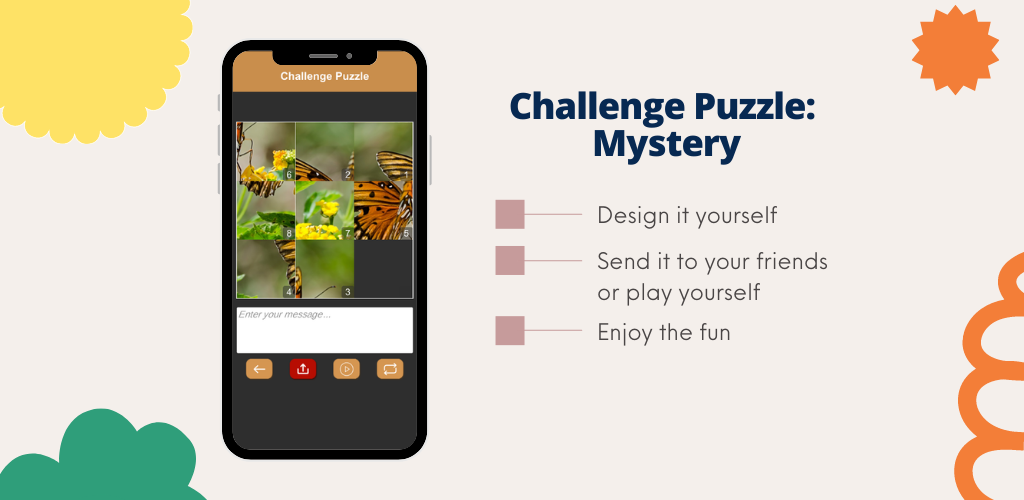 Challenge Puzzle
6 2 1
8 7 5
4 3
Enter your message...
Challenge Puzzle:
Mystery
Design it yourself
Send it to your friends
or play yourself
Enjoy the fun